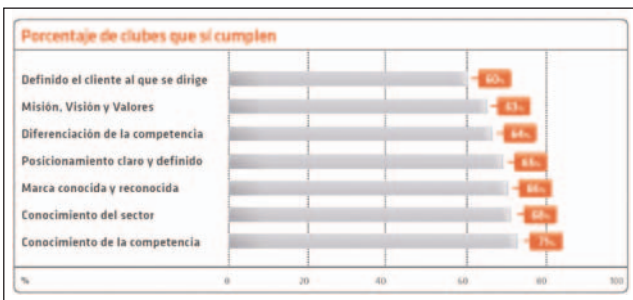 Porcentaje de clubes que sí cumplen
Definido el cliente al que se dirige 60%
Misión, Visión y Valores 63%
Diferenciación de la competencia 64%
Posicionamiento claro y definido
Marca conocida y reconocida 66%
Conocimiento del sector 68%
Conocimiento de la competencia
% 0 20 40 60 80 100